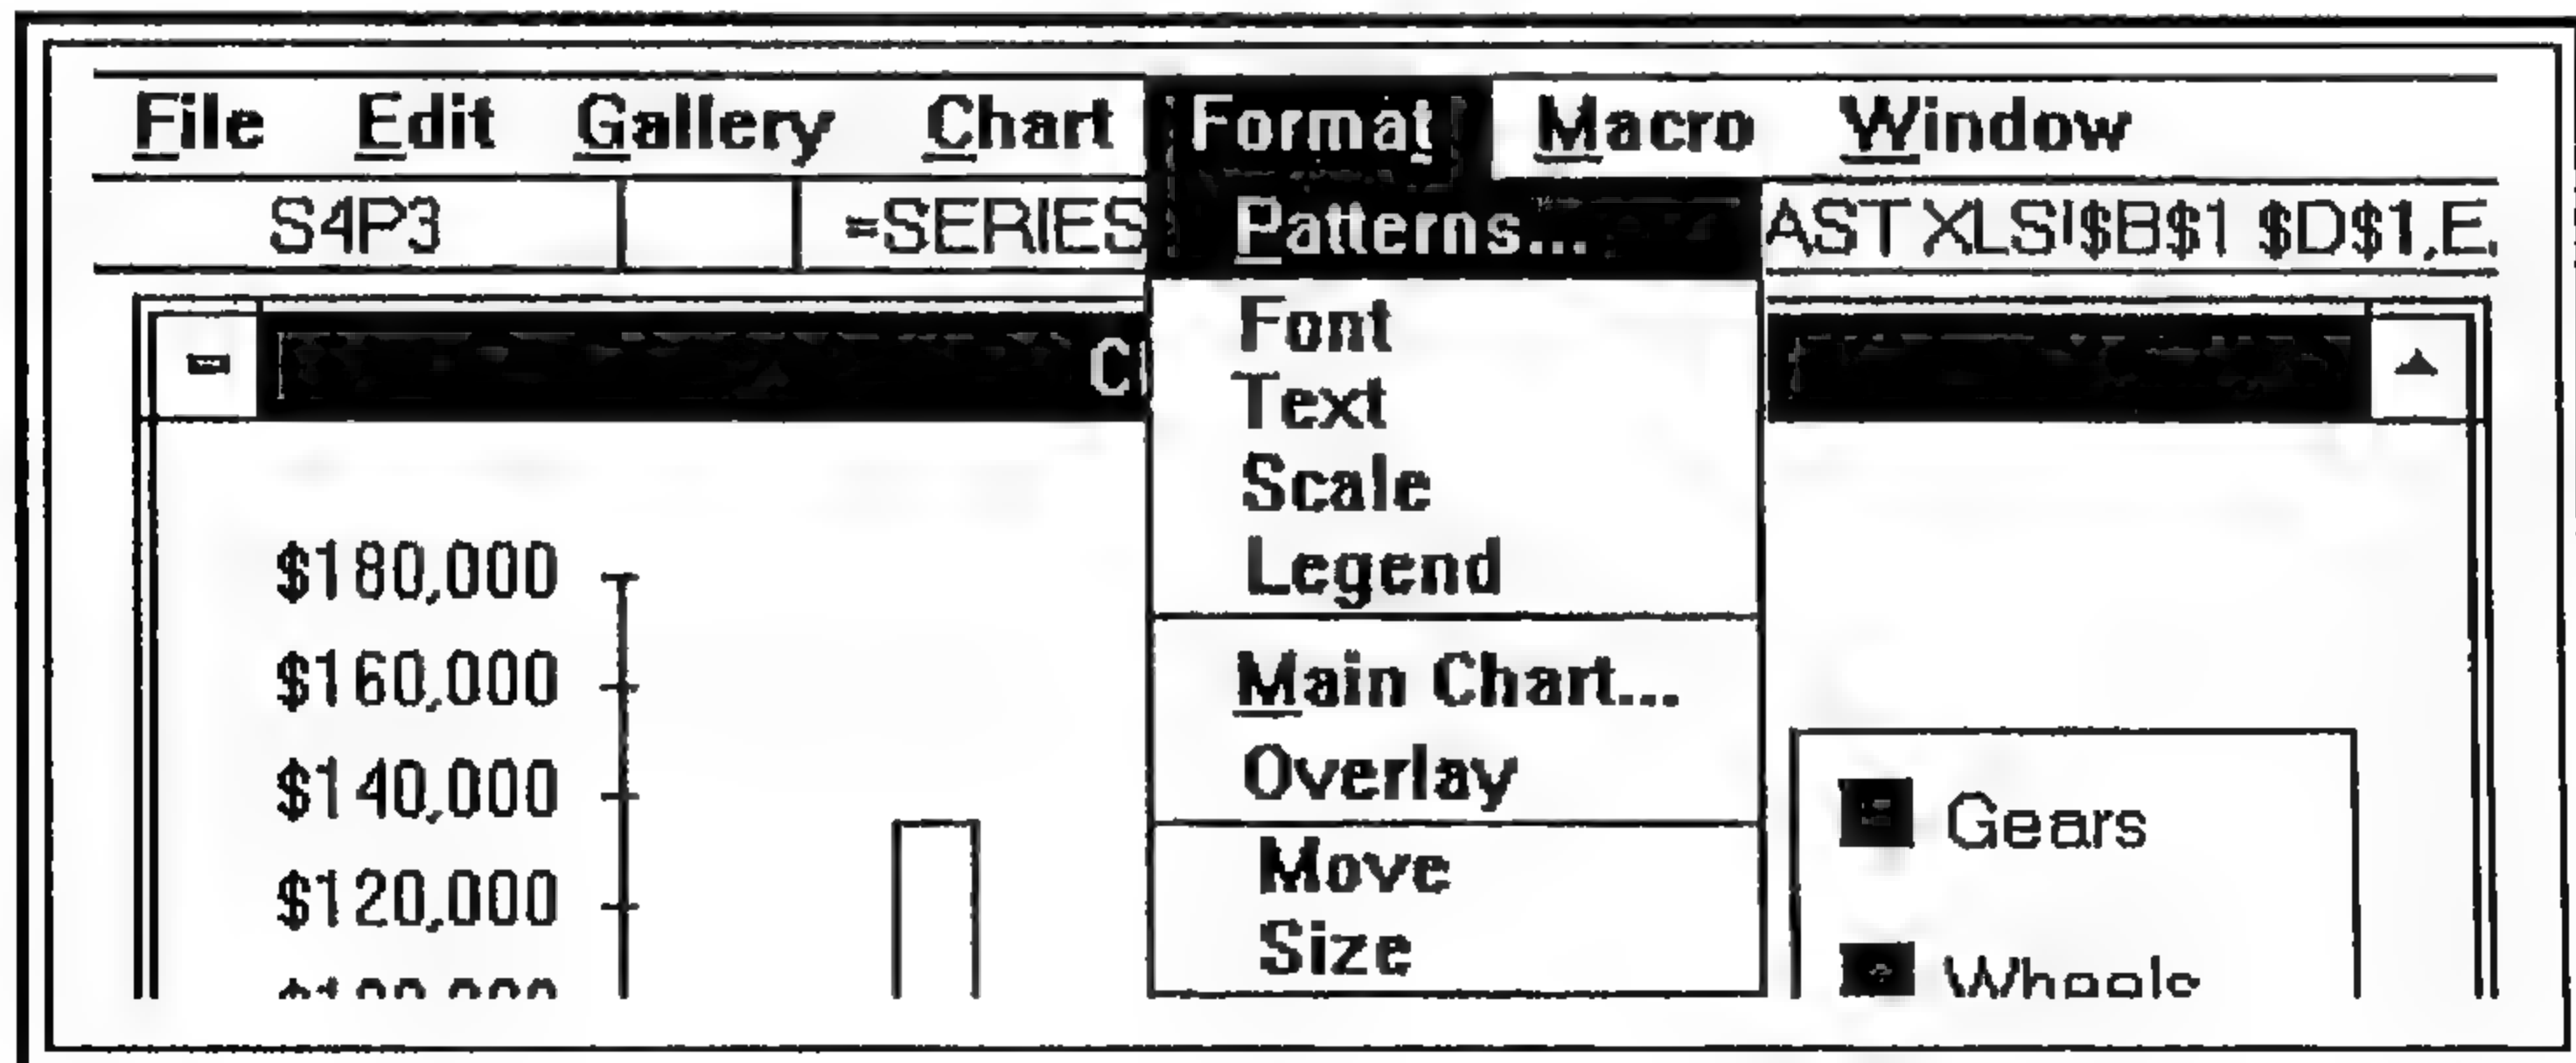 File Edit Gallery Chart Format Macro Window
S4P3 =SERIES AST XLS!$B$1 $D$1,E.
Patterns...
Font
Text
Scale
Legend
Main Chart...
Overlay
Move
Size
$180,000
$160,000
$140,000
$120,000
Gears